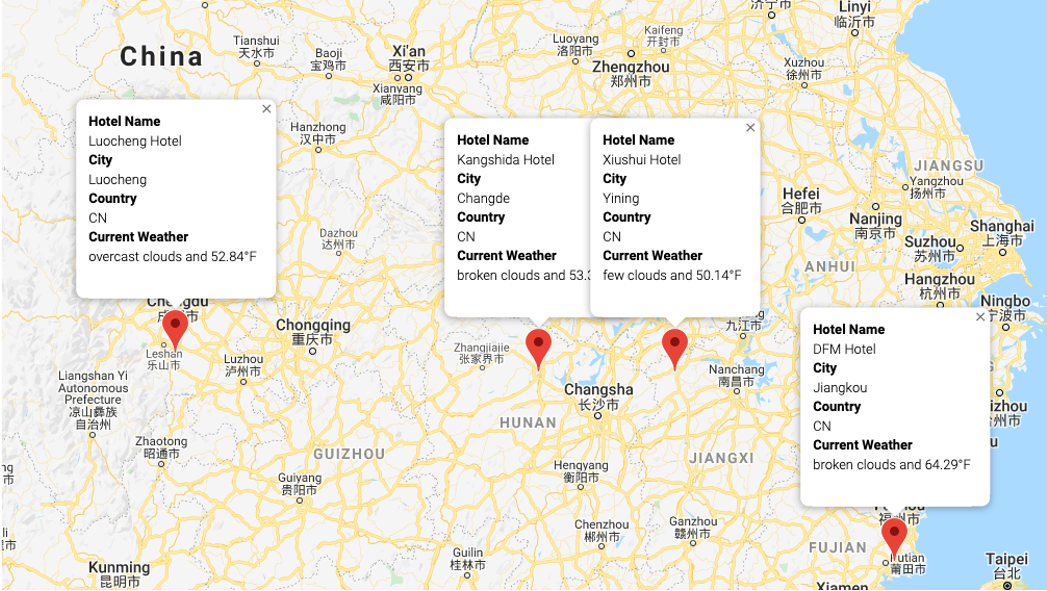 China
Tianshui
天水市
Baoji
宝鸡市
Xi'an
西安市
Xianyang
咸阳市
Hanzhong
汉中市
Luoyang
洛阳市
Kaifeng
开封市
Zhengzhou
郑州市
济宁市
Linyi
临沂市
Xuzhou
徐州市
Hotel Name
Luocheng Hotel
City
Luocheng
Country
CN
Current Weather
overcast clouds and 52.84°F
Hotel Name
Kangshida Hotel
City
Changde
Country
CN
Current Weather
broken clouds and 53.
Hotel Name
Xiushui Hotel
City
Yining
Country
CN
Current Weather
few clouds and 50.14°F
JIANGSU
Yangzhou
扬州市
Hefei
合肥市
Nanjing
南京市
Shanghai
上海市
Suzhou
苏州市
ANHUI
Hangzhou
杭州市
Ningbo
宁波市
Dazhou
达州市
Chengdu
Chongqing
重庆市
Leshan
乐山市
Luzhou
泸州市
Liangshan Yi
Autonomous
Prefecture
凉山彝族
自治州
Zhangjiajie
张家界市
九江市
Nanchang
南昌市
Changsha
长沙市
HUNAN
JIANGXI
Zhaotong
昭通市
GUIZHOU
Guiyang
贵阳市
Hengyang
衡阳市
Chenzhou
郴州市
Ganzhou
赣州市
Guilin
桂林市
Kunming
昆明市
Hotel Name
DFM Hotel
City
Jiangkou
Country
CN
Current Weather
broken clouds and 64.29°F
izhou
州市
福州市
FUJIAN
Putian
莆田市
Xiamen
Taipei
台北